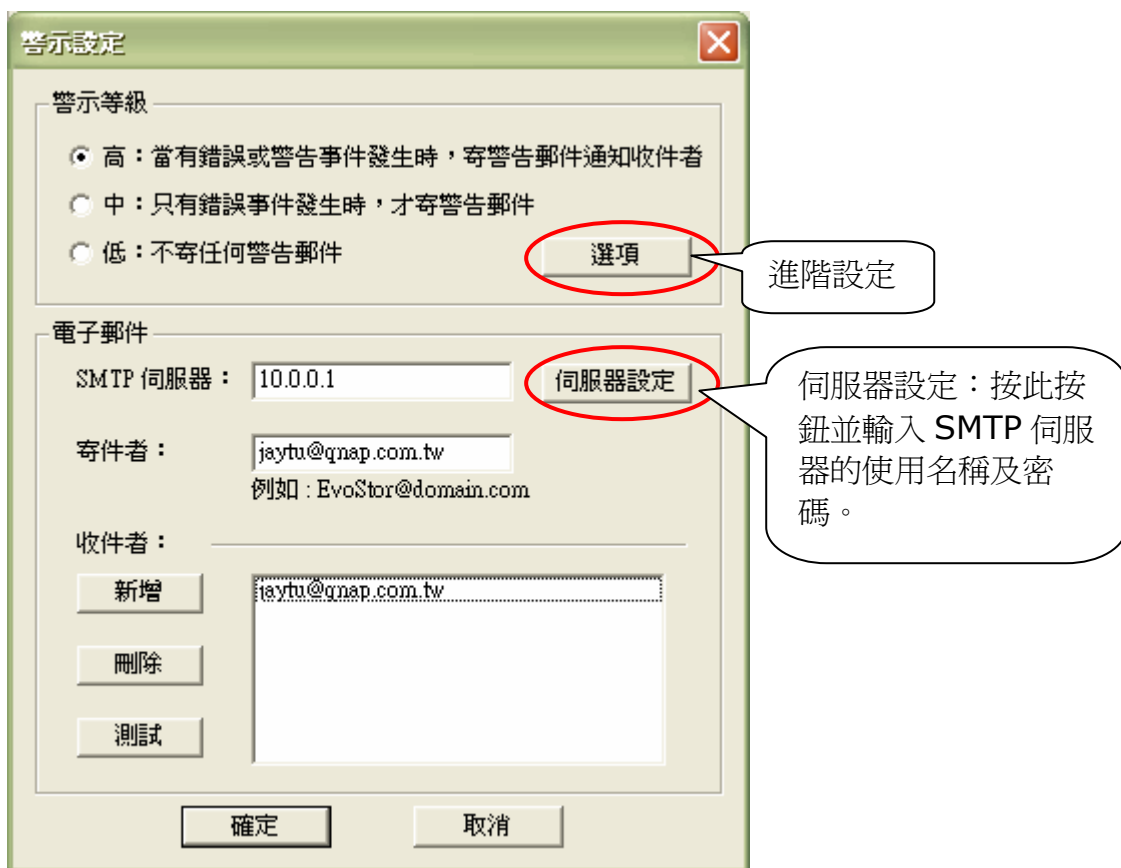 警示設定
警示等級
高：當有錯誤或警告事件發生時，寄警告郵件通知收件者
中：只有錯誤事件發生時，才寄警告郵件
低：不寄任何警告郵件
選項
進階設定
電子郵件
SMTP 伺服器：
10.0.0.1
伺服器設定
伺服器設定：按此按
鈕並輸入 SMTP 伺服
器的使用名稱及密
碼。
寄件者：
jaytu@qnap.com.tw
例如 : EvoStor@domain.com
收件者：
新增
jaytu@qnap.com.tw
刪除
測試
確定
取消